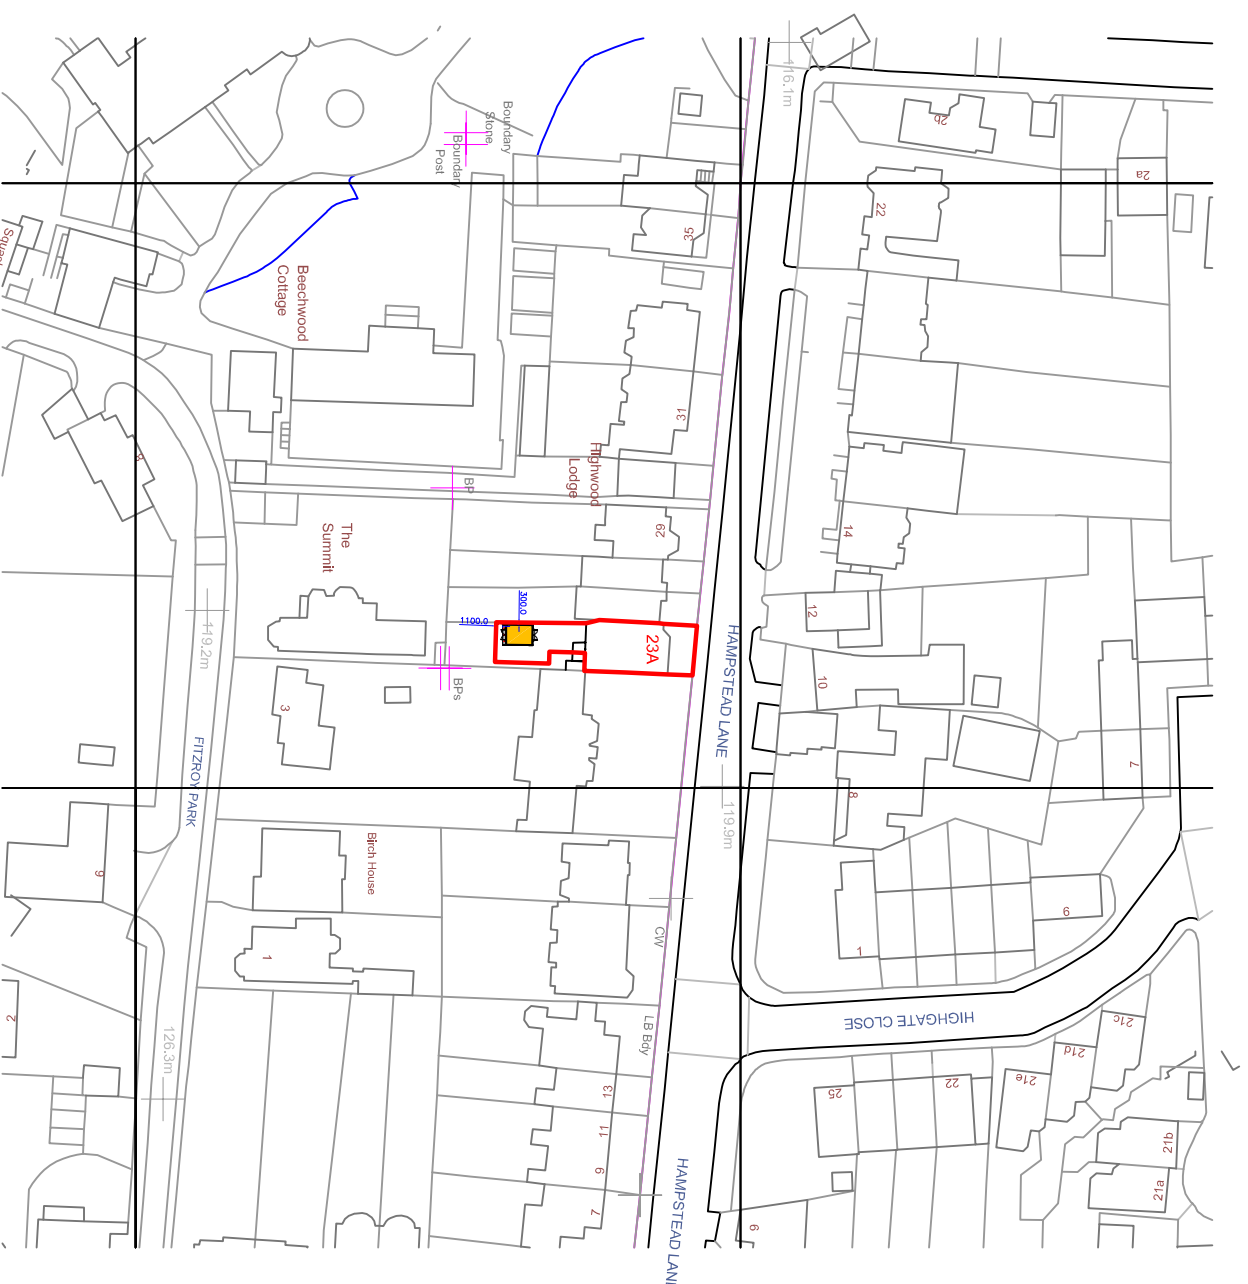 116.1m
2b
2a
22
Boundary
Stone
Boundary
Post
35
Beechwood
Cottage
31
Highwood
Lodge
BP
8
29
14
The
Summit
300.0
1100.0
12
119.2m
23A
HAMPSTEAD LANE
BPs
10
3
FITZROY PARK
7
8
119.9m
Birch House
6
9
CW
1
1
LB Bdy
HIGHGATE CLOSE
21c
21d
21e
22
25
2
126.3m
13
11
9
7
21b
21a
HAMPSTEAD LANE
9